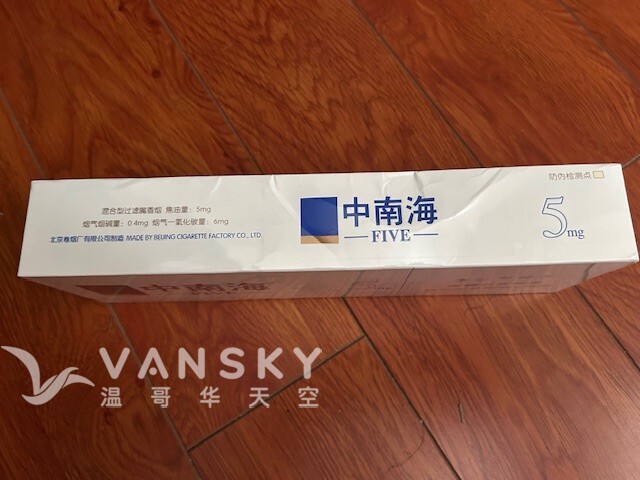 防伪检测点
混合型过滤嘴香烟 焦油量：5mg
烟气烟碱量：0.4mg 烟气一氧化碳量：6mg
北京卷烟厂有限公司制造 MADE BY BEIJING CIGARETTE FACTORY CO., LTD.
中南海
FIVE
5mg
中南海
FIVE
VANSKY
温哥华天空